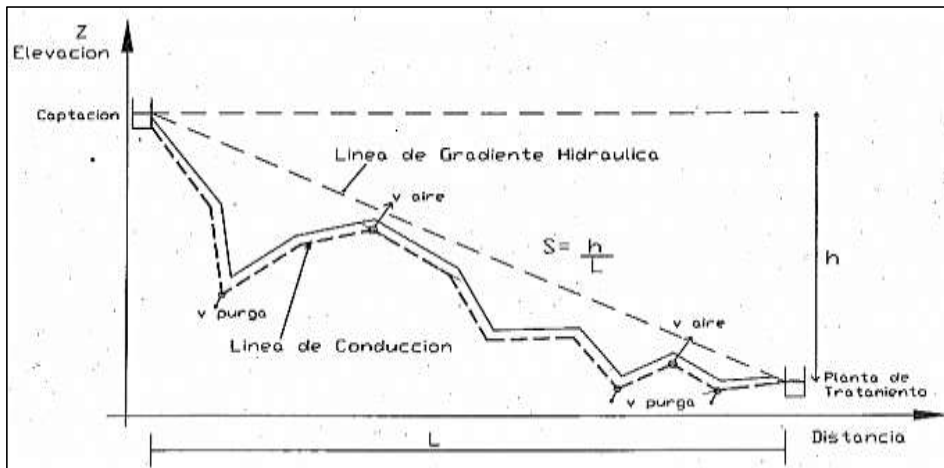 Z
Elevacion
Captacion
Linea de Gradiente Hidraulica
v aire
S= h
L
h
v purga
Linea de Conduccion
v aire
v purga
Planta de
Tratamiento
L
Distancia